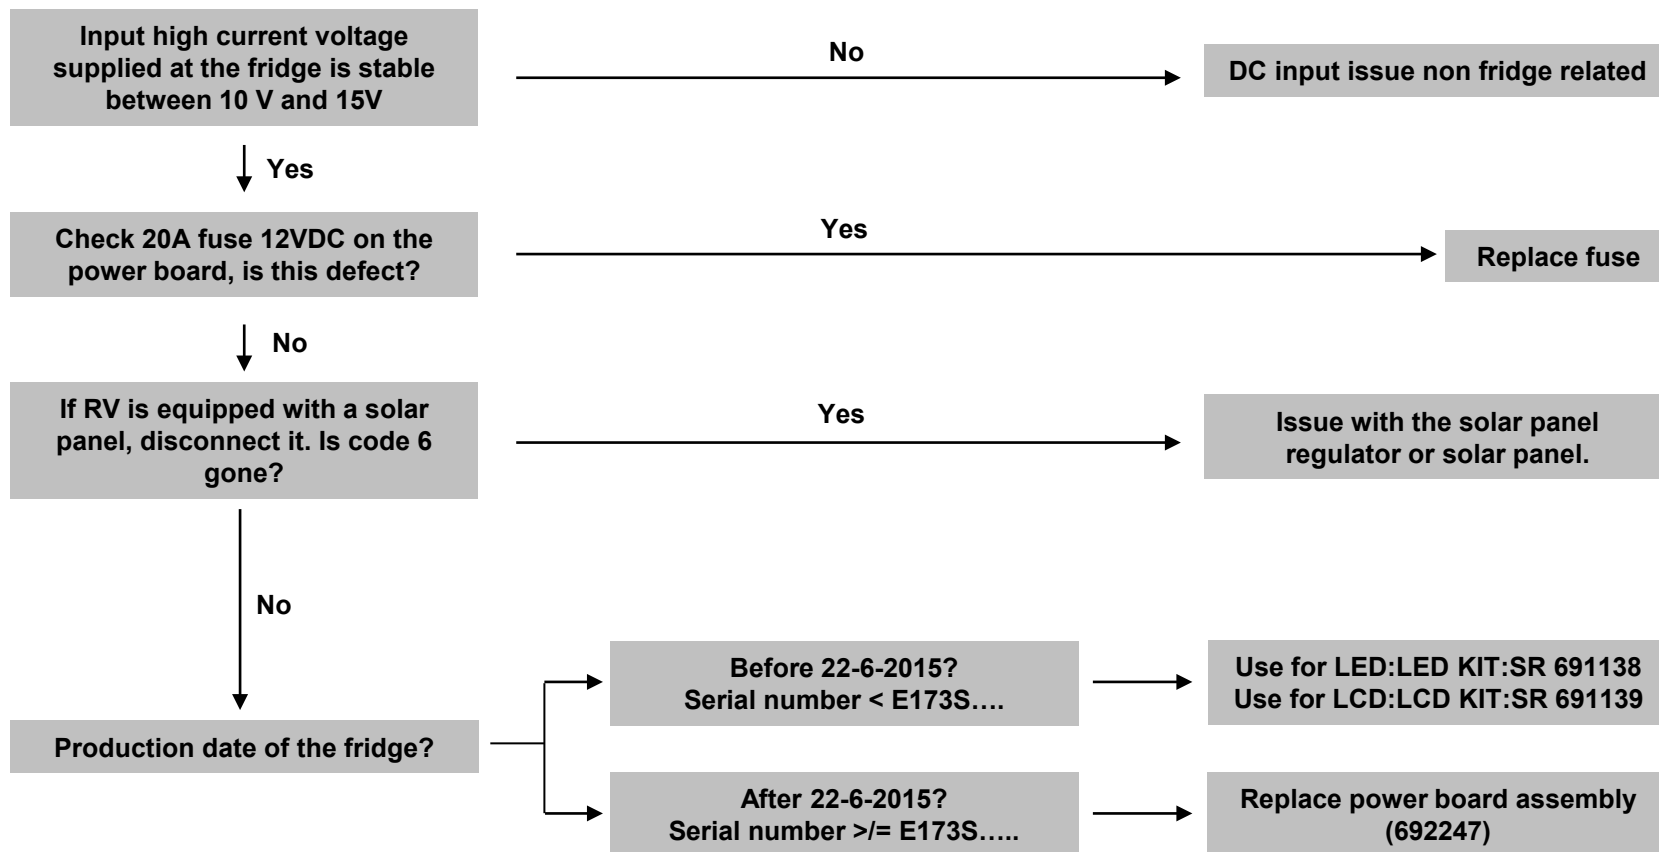 Input high current voltage
supplied at the fridge is stable
between 10 V and 15V
No
DC input issue non fridge related
Yes
Check 20A fuse 12VDC on the
power board, is this defect?
Yes
Replace fuse
No
If RV is equipped with a solar
panel, disconnect it. Is code 6
gone?
Yes
Issue with the solar panel
regulator or solar panel.
No
Production date of the fridge?
Before 22-6-2015?
Serial number < E173S....
Use for LED:LED KIT:SR 691138
Use for LCD:LCD KIT:SR 691139
After 22-6-2015?
Serial number >/= E173S.....
Replace power board assembly
(692247)